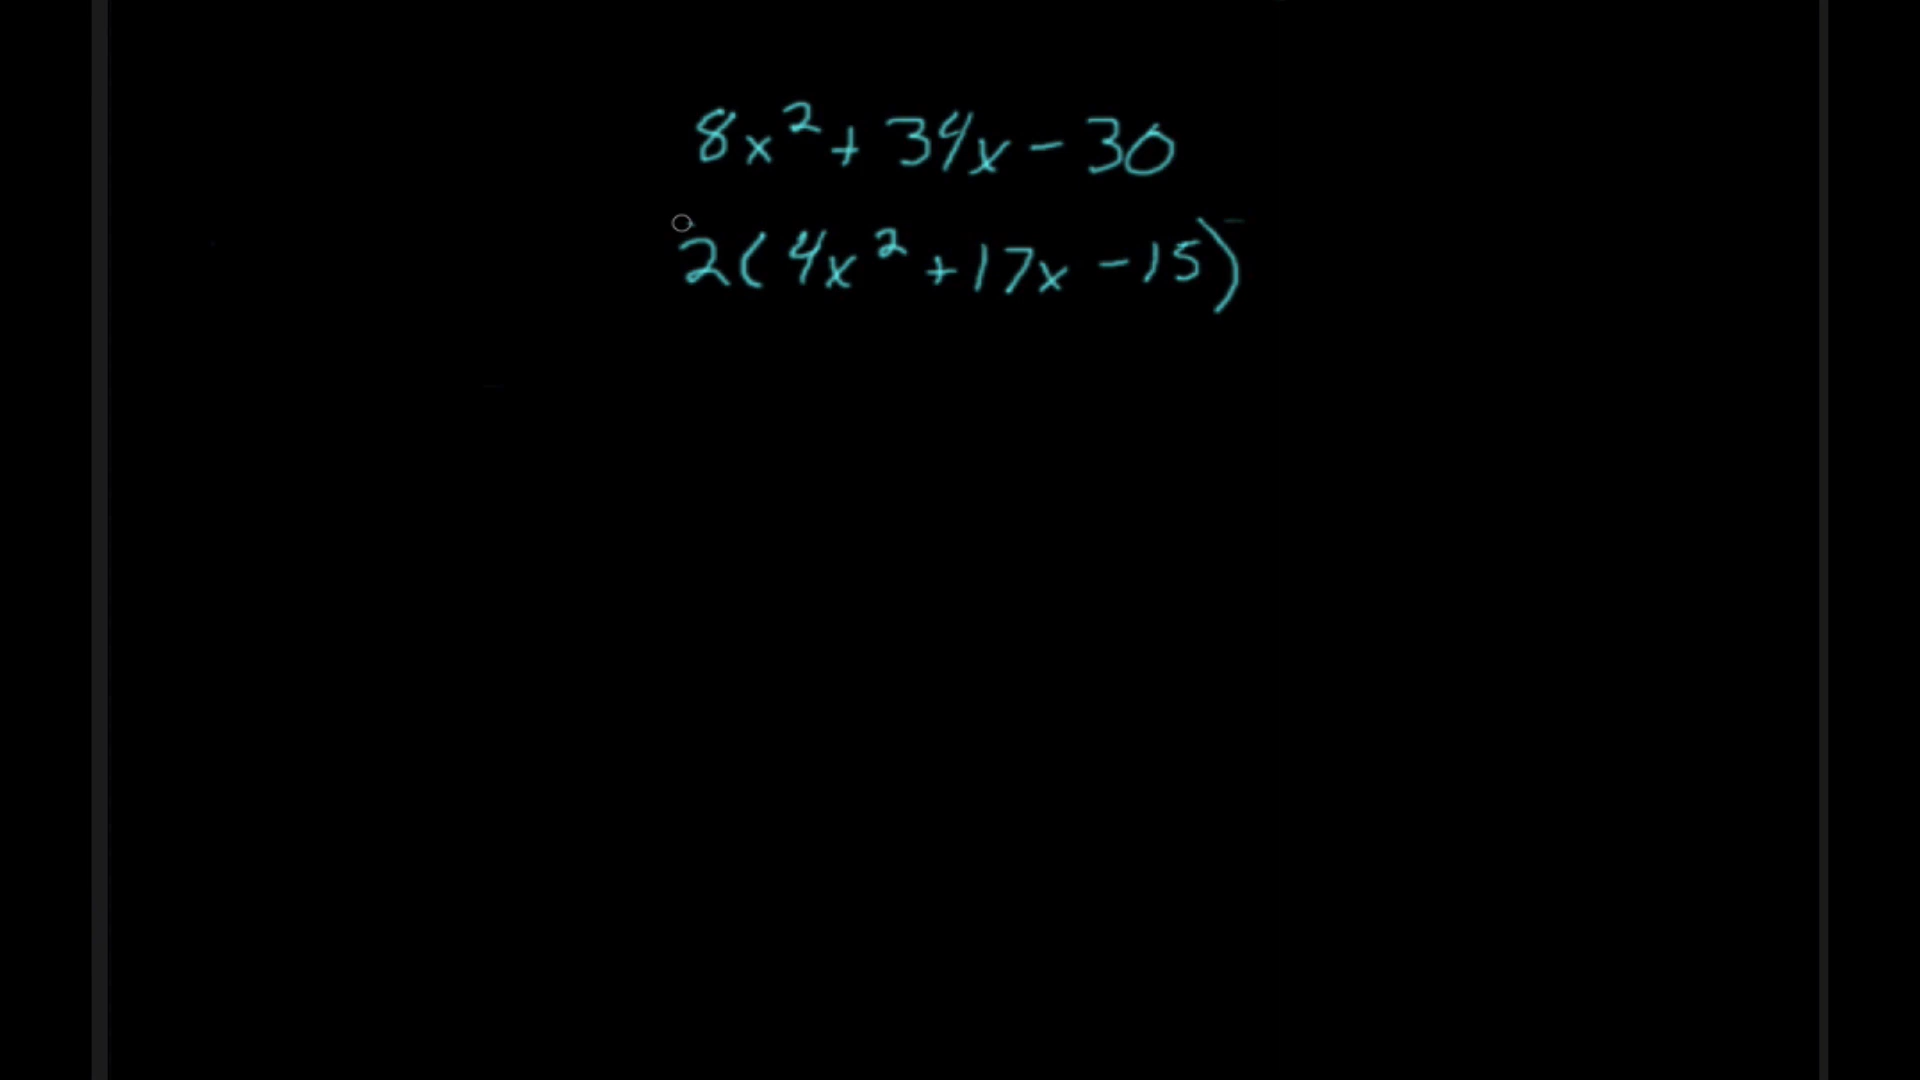 8x² + 34x - 30
2(4x² + 17x - 15)